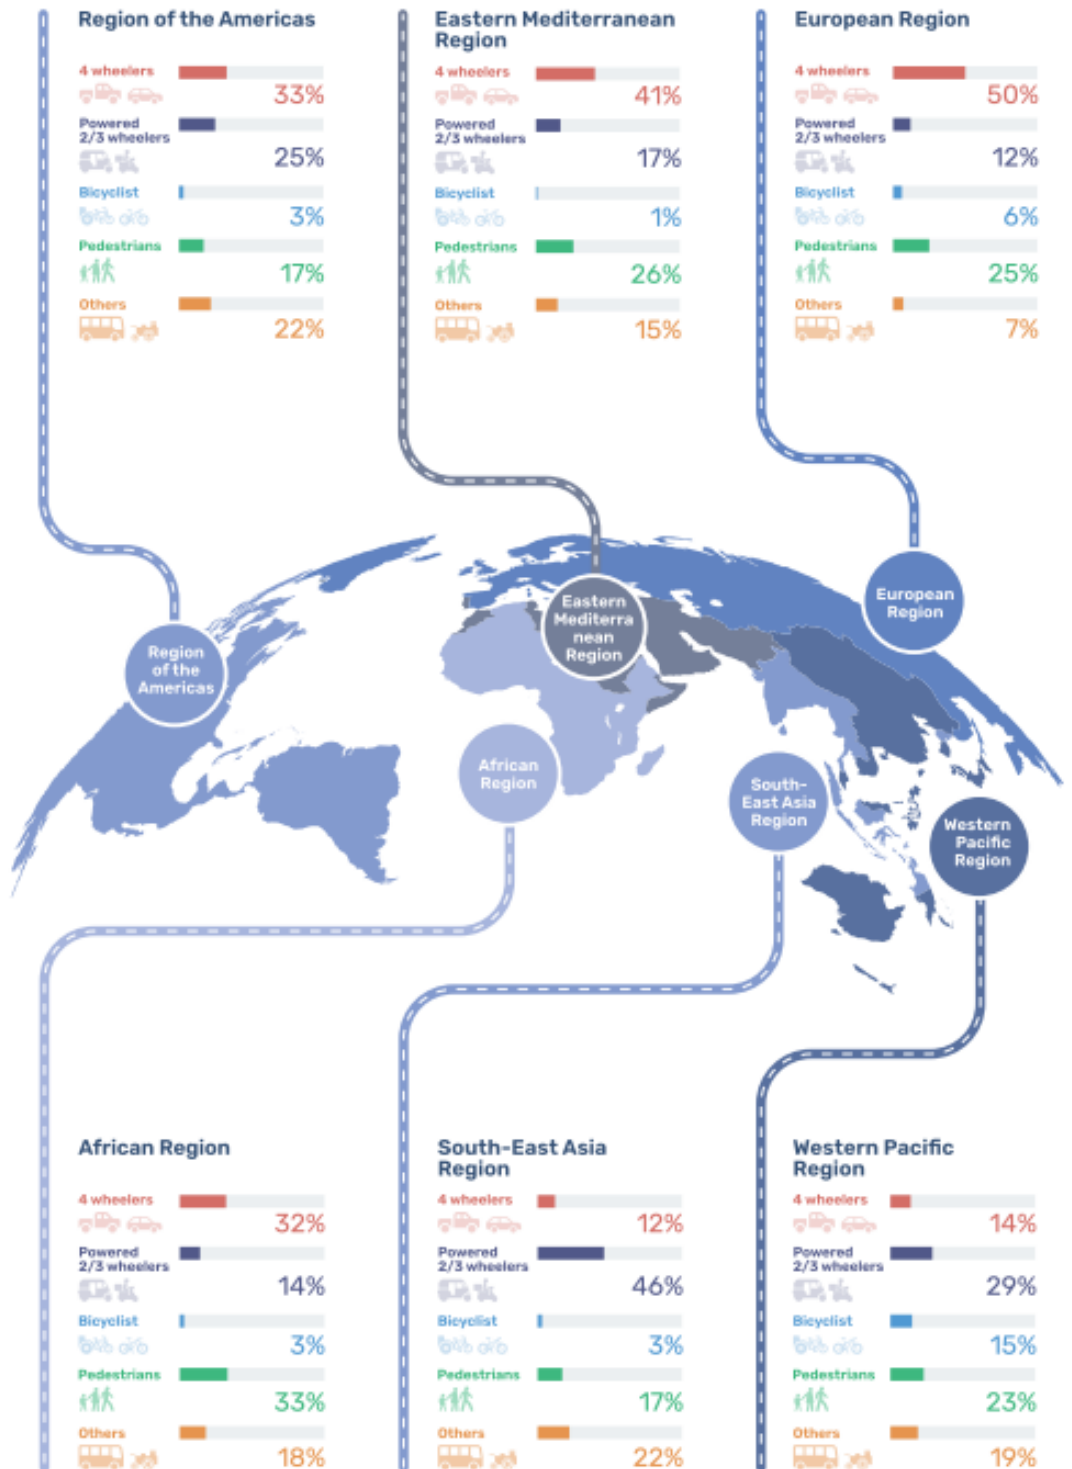 Region of the Americas
4 wheelers
33%
Powered
2/3 wheelers
25%
Bicyclist
3%
Pedestrians
17%
Others
22%
Eastern Mediterranean
Region
4 wheelers
41%
Powered
2/3 wheelers
17%
Bicyclist
1%
Pedestrians
26%
Others
15%
European Region
4 wheelers
50%
Powered
2/3 wheelers
12%
Bicyclist
6%
Pedestrians
25%
Others
7%
Region
of the
Americas
Eastern
Mediterra
nean
Region
European
Region
African
Region
South-
East Asia
Region
Western
Pacific
Region
African Region
4 wheelers
32%
Powered
2/3 wheelers
14%
Bicyclist
3%
Pedestrians
33%
Others
18%
South-East Asia
Region
4 wheelers
12%
Powered
2/3 wheelers
46%
Bicyclist
3%
Pedestrians
17%
Others
22%
Western Pacific
Region
4 wheelers
14%
Powered
2/3 wheelers
29%
Bicyclist
15%
Pedestrians
23%
Others
19%